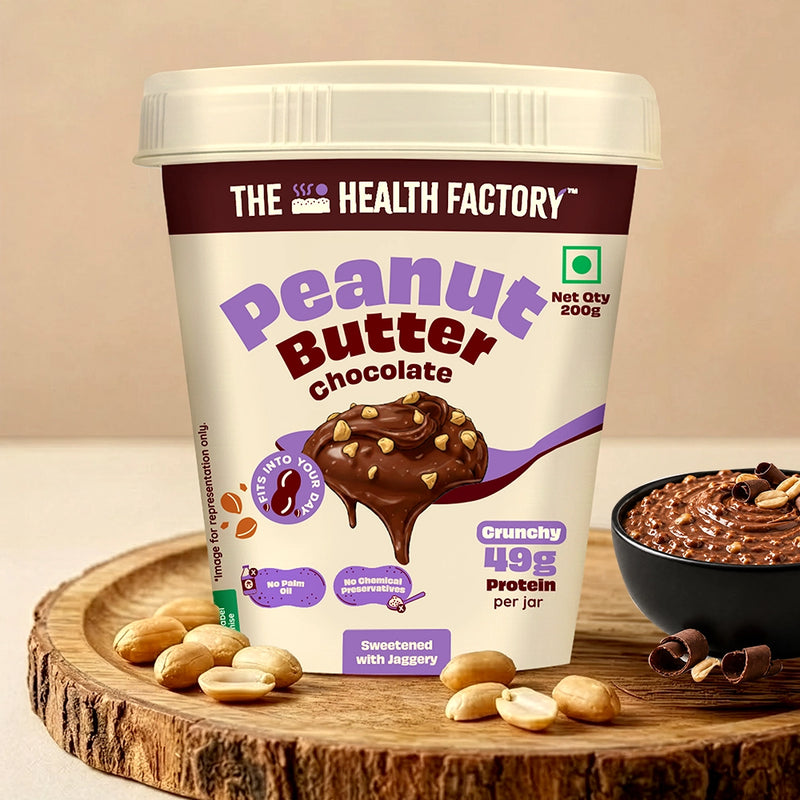 THE HEALTH FACTORY™
Peanut
Butter
Chocolate
Net Qty
200g
FITS INTO YOUR DAY
*Image for representation only.
Crunchy
49g
Protein
per jar
No Palm
Oil
No Chemical
Preservatives
Sweetened
with Jaggery